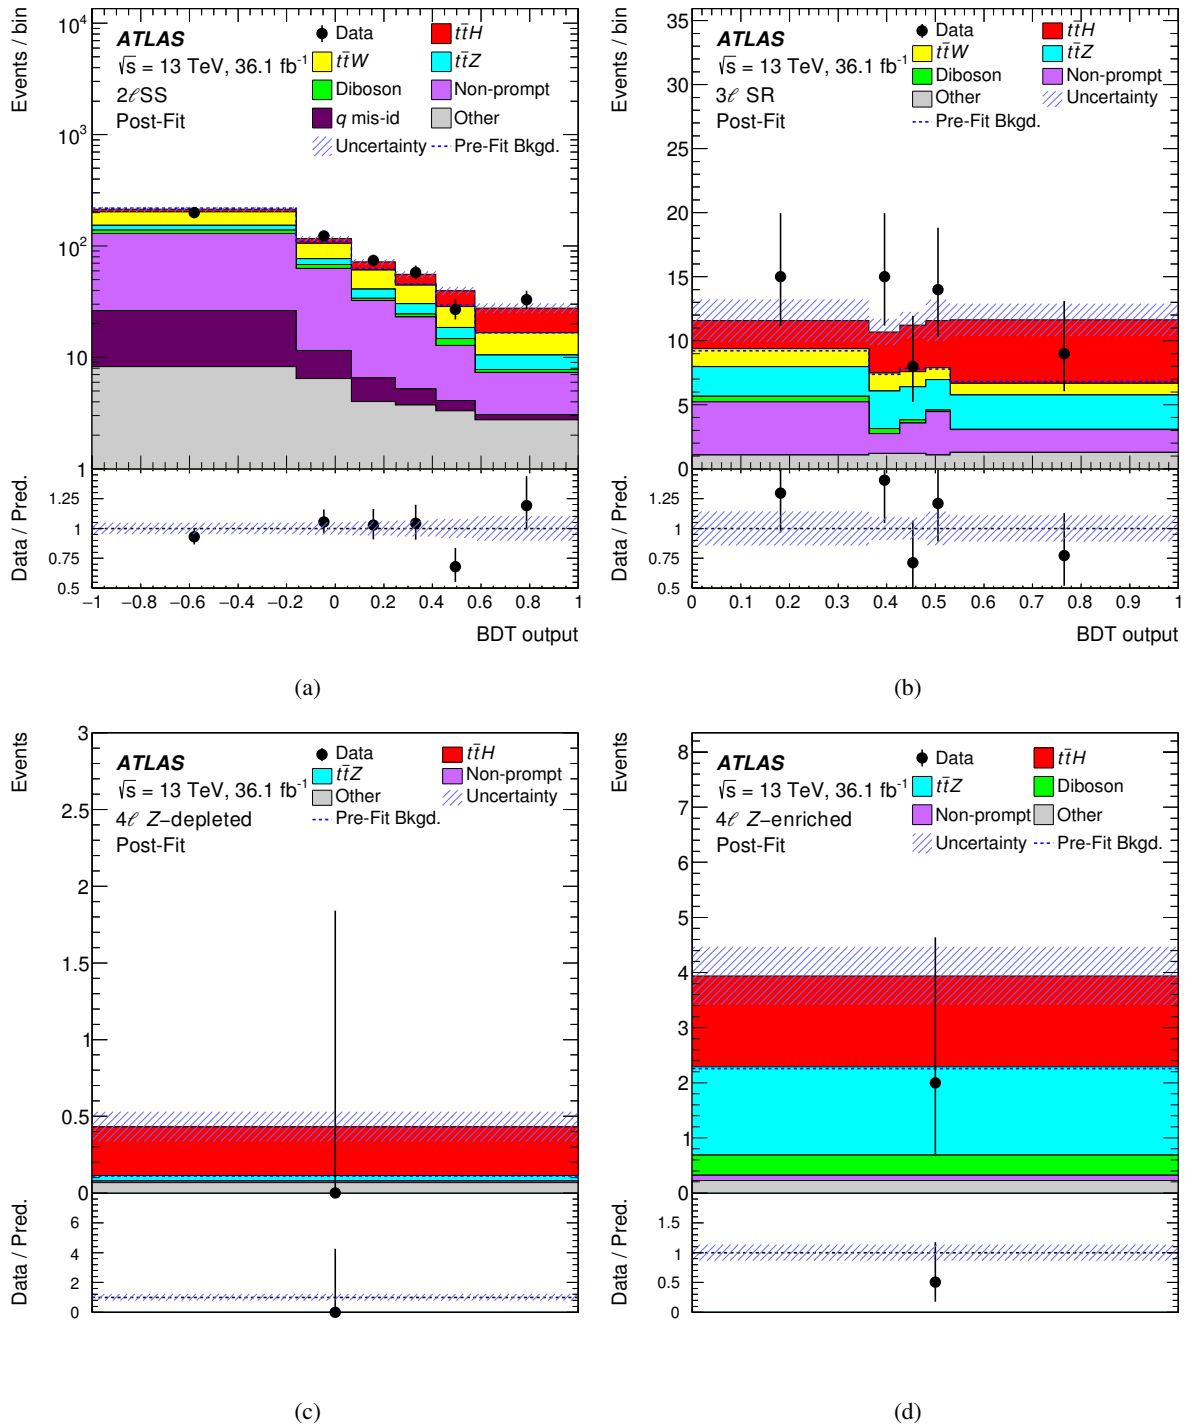 Events / bin
10⁴
10³
10²
10
1
ATLAS
√s = 13 TeV, 36.1 fb⁻¹
2ℓSS
Post-Fit
Data
tt̄H
tt̄W
tt̄Z
Diboson
Non-prompt
q mis-id
Other
Uncertainty
Pre-Fit Bkgd.
Data / Pred.
1.25
1
0.75
0.5
−1 −0.8 −0.6 −0.4 −0.2 0 0.2 0.4 0.6 0.8 1
BDT output
(a)
Events / bin
35
30
25
20
15
10
5
0
ATLAS
√s = 13 TeV, 36.1 fb⁻¹
3ℓ SR
Post-Fit
Data
tt̄H
tt̄W
tt̄Z
Diboson
Non-prompt
Other
Uncertainty
Pre-Fit Bkgd.
Data / Pred.
1.25
1
0.75
0.5
0 0.1 0.2 0.3 0.4 0.5 0.6 0.7 0.8 0.9 1
BDT output
(b)
Events
3
2.5
2
1.5
1
0.5
0
ATLAS
√s = 13 TeV, 36.1 fb⁻¹
4ℓ Z−depleted
Post-Fit
Data
tt̄H
tt̄Z
Non-prompt
Other
Uncertainty
Pre-Fit Bkgd.
Data / Pred.
6
4
2
0
(c)
Events
8
7
6
5
4
3
2
1
0
ATLAS
√s = 13 TeV, 36.1 fb⁻¹
4ℓ Z−enriched
Post-Fit
Data
tt̄H
tt̄Z
Diboson
Non-prompt
Other
Uncertainty
Pre-Fit Bkgd.
Data / Pred.
1.5
1
0.5
0
(d)